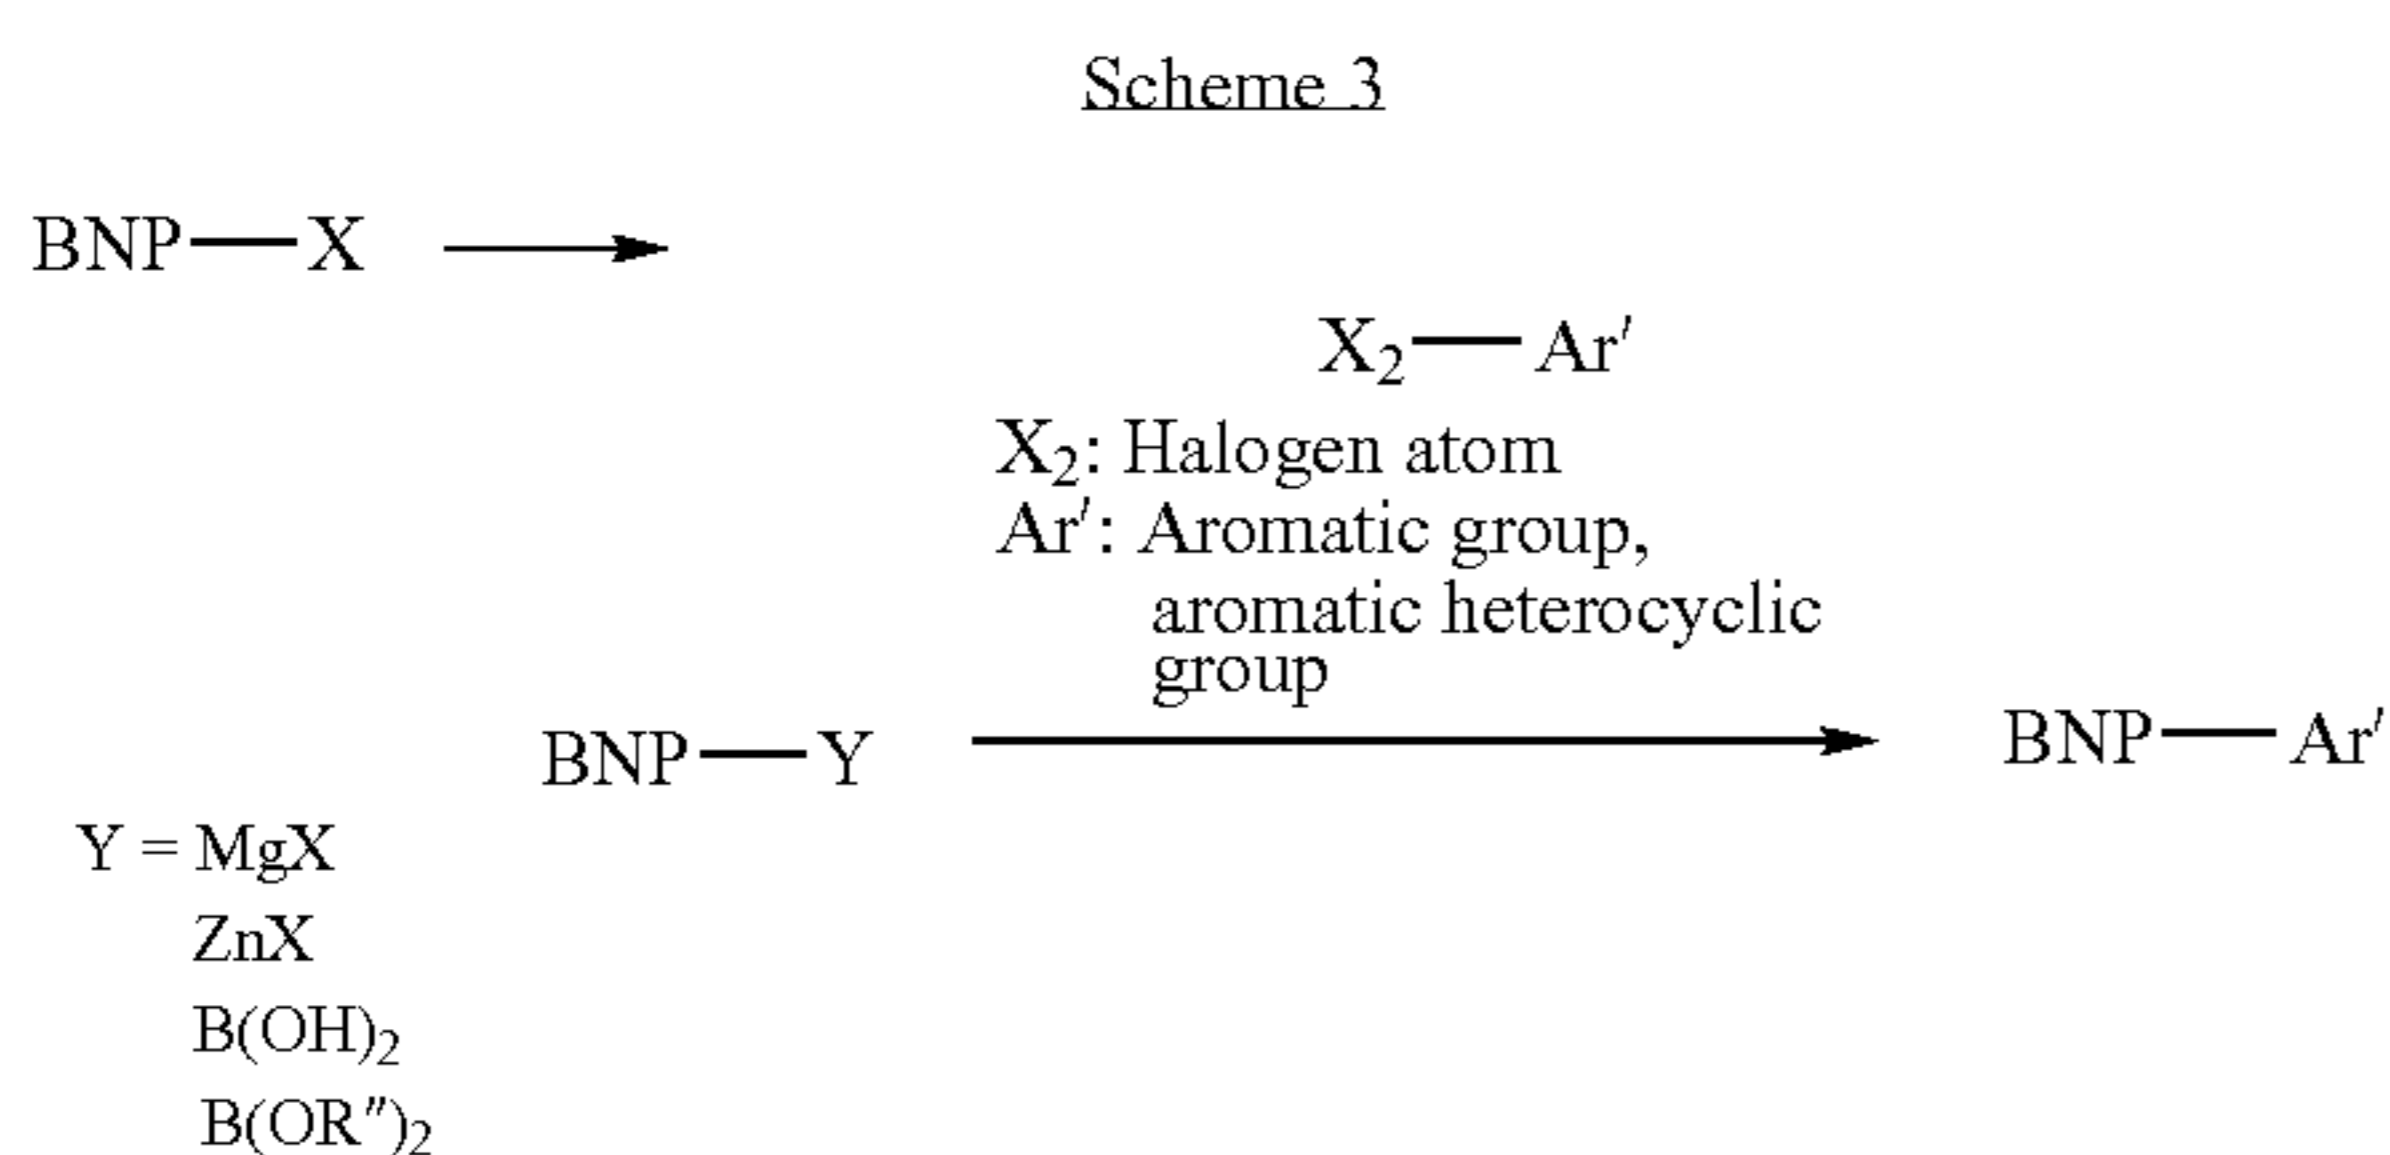 Scheme 3
BNP—X
X₂—Ar′
X₂: Halogen atom
Ar′: Aromatic group,
aromatic heterocyclic
group
BNP—Y
BNP—Ar′
Y = MgX
ZnX
B(OH)₂
B(OR″)₂